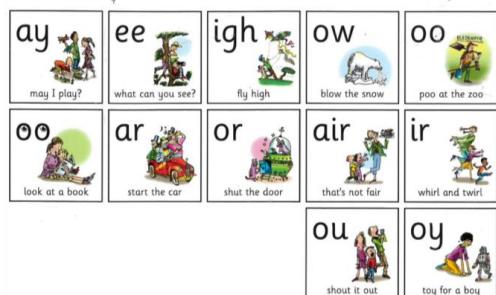 ay
may I play?
ee
what can you see?
igh
fly high
ow
blow the snow
oo
poo at the zoo
oo
look at a book
ar
start the car
or
shut the door
air
that's not fair
ir
whirl and twirl
ou
shout it out
oy
toy for a boy